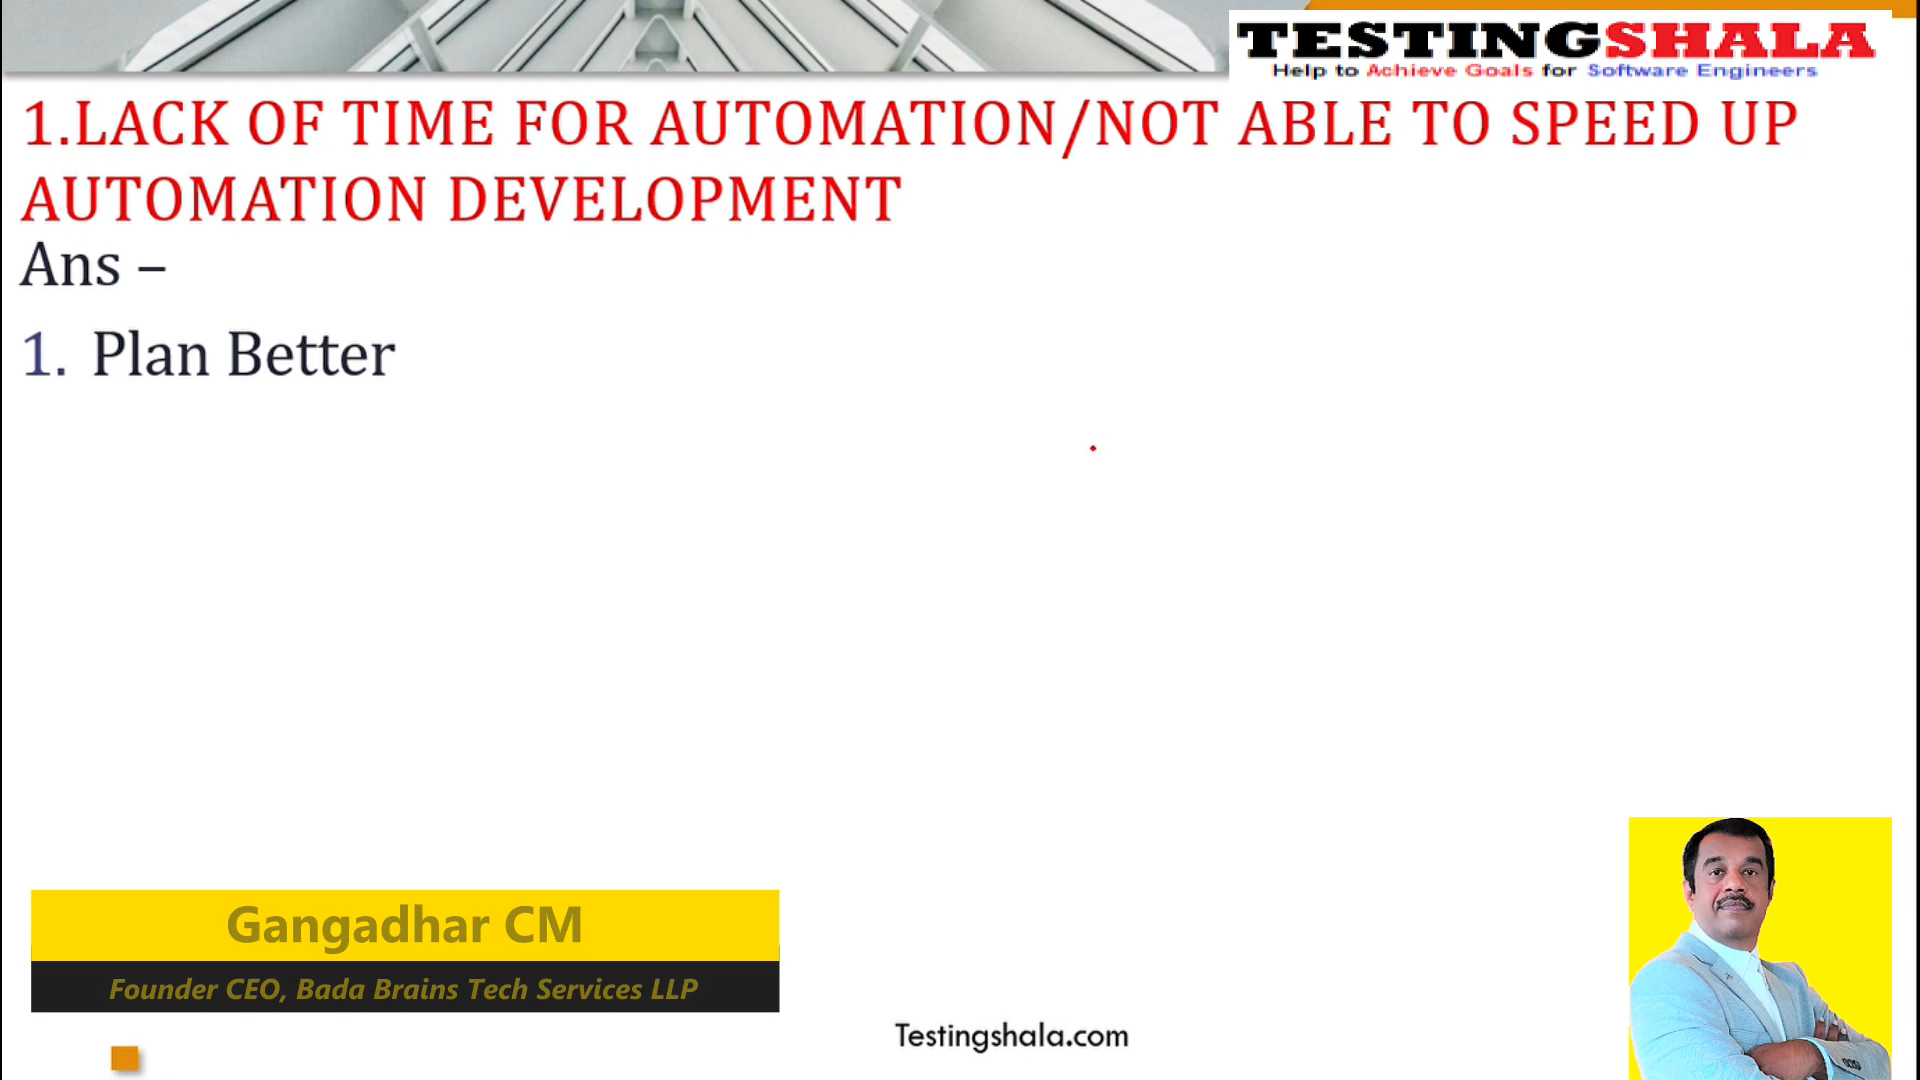 TESTINGSHALA
Help to Achieve Goals for Software Engineers
1.LACK OF TIME FOR AUTOMATION/NOT ABLE TO SPEED UP
AUTOMATION DEVELOPMENT
Ans –
1. Plan Better
Gangadhar CM
Founder CEO, Bada Brains Tech Services LLP
Testingshala.com